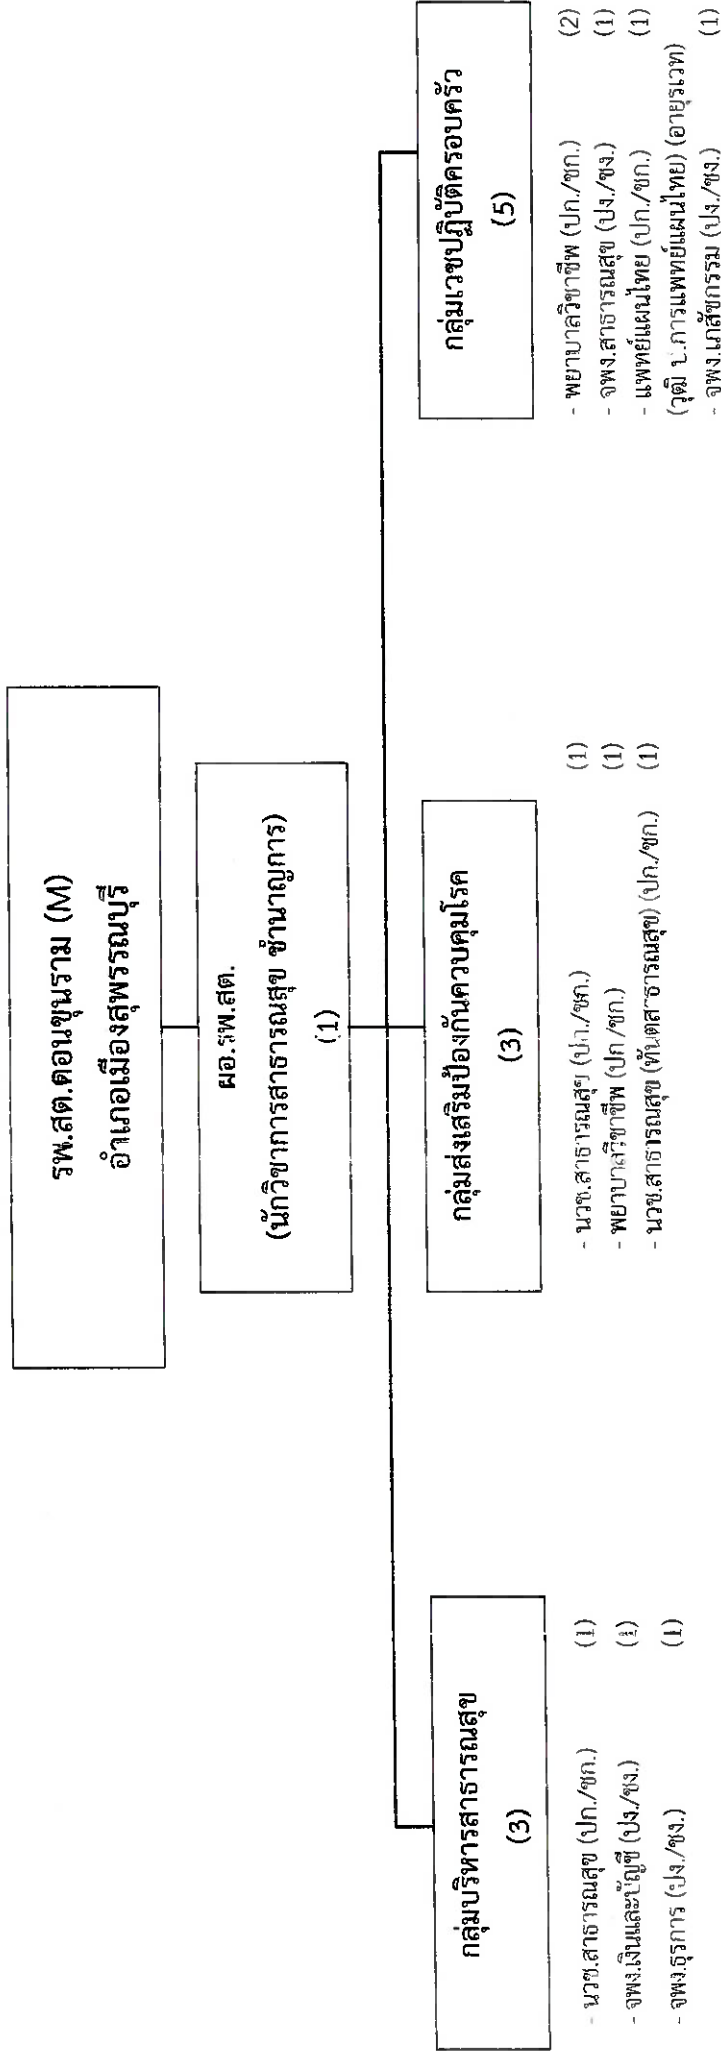 รพ.สต.ดอนขุนราม (M)
อำเภอเมืองสุพรรณบุรี
ผอ.รพ.สต.
(นักวิชาการสาธารณสุข ชำนาญการ)
(1)
กลุ่มบริหารสาธารณสุข
(3)
- นวช.สาธารณสุข (ปก./ชก.) (1)
- จพง.เงินและบัญชี (ปง./ชง.) (1)
- จพง.ธุรการ (ปง./ชง.) (1)
กลุ่มส่งเสริมป้องกันควบคุมโรค
(3)
- นวช.สาธารณสุข (ปก./ชก.) (1)
- พยาบาลวิชาชีพ (ปก./ชก.) (1)
- นวช.สาธารณสุข (ทันตสาธารณสุข) (ปก./ชก.) (1)
กลุ่มเวชปฏิบัติครอบครัว
(5)
- พยาบาลวิชาชีพ (ปก./ชก.) (2)
- จพง.สาธารณสุข (ปง./ชง.) (1)
- แพทย์แผนไทย (ปก./ชก.) (1)
(วุฒิ ป.การแพทย์แผนไทย) (อายุรเวท)
- จพง.เภสัชกรรม (ปง./ชง.) (1)